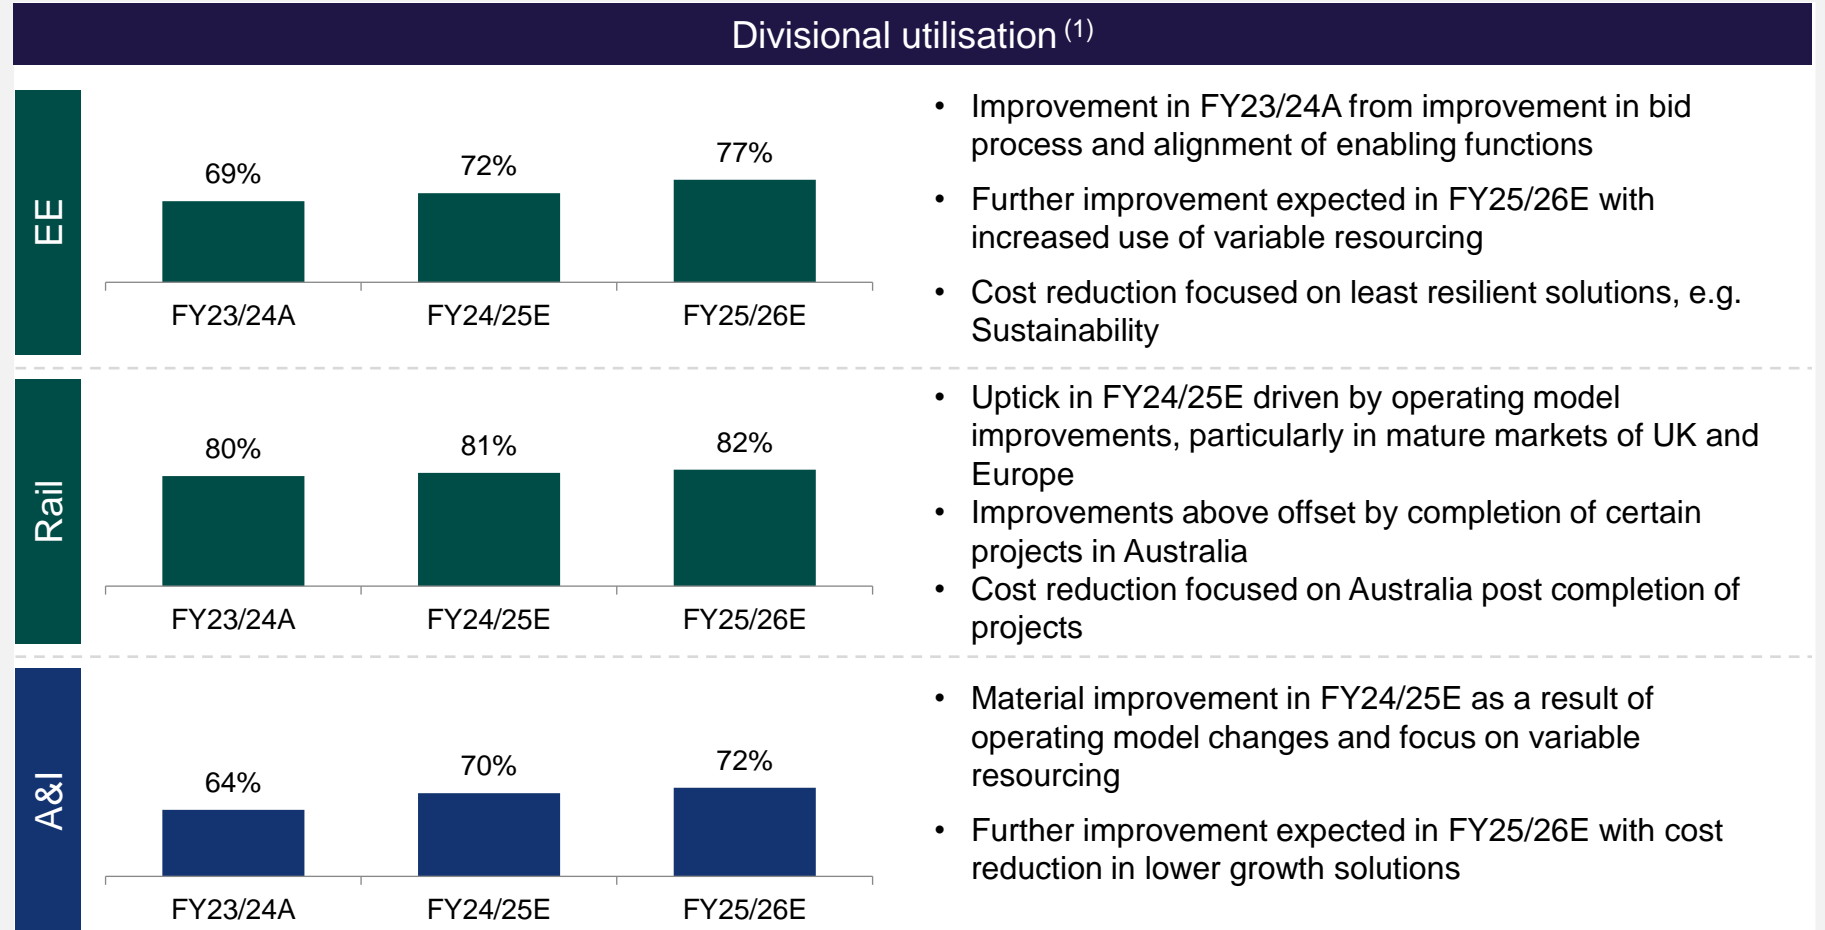 Divisional utilisation (1)
EE
69%
72%
77%
FY23/24A
FY24/25E
FY25/26E
• Improvement in FY23/24A from improvement in bid
process and alignment of enabling functions
• Further improvement expected in FY25/26E with
increased use of variable resourcing
• Cost reduction focused on least resilient solutions, e.g.
Sustainability
Rail
80%
81%
82%
FY23/24A
FY24/25E
FY25/26E
• Uptick in FY24/25E driven by operating model
improvements, particularly in mature markets of UK and
Europe
• Improvements above offset by completion of certain
projects in Australia
• Cost reduction focused on Australia post completion of
projects
A&I
64%
70%
72%
FY23/24A
FY24/25E
FY25/26E
• Material improvement in FY24/25E as a result of
operating model changes and focus on variable
resourcing
• Further improvement expected in FY25/26E with cost
reduction in lower growth solutions